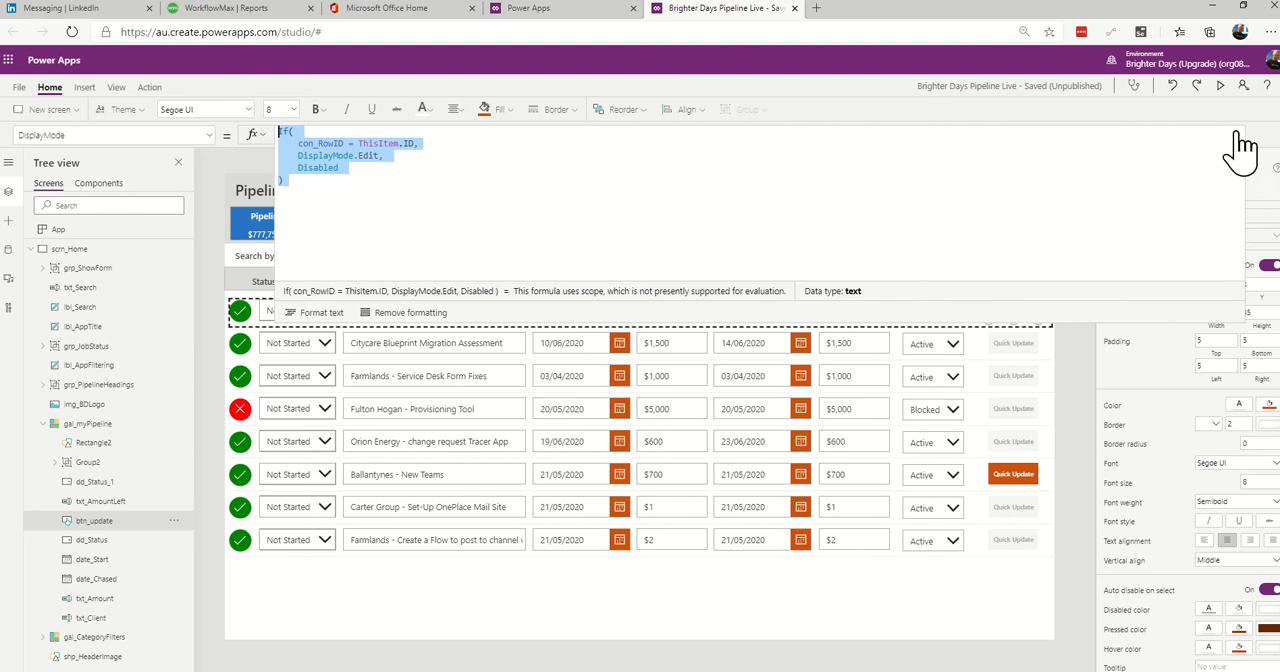 Messaging | LinkedIn
WorkflowMax | Reports
Microsoft Office Home
Power Apps
Brighter Days Pipeline Live - Sav
https://au.create.powerapps.com/studio/#
Power Apps
Environment
Brighter Days (Upgrade) (org08...
File Home Insert View Action
Brighter Days Pipeline Live - Saved (Unpublished)
New screen Theme Segoe UI 8 B / U abc A Fill Border Reorder Align Group
DisplayMode = fx
If(
con_RowID = ThisItem.ID,
DisplayMode.Edit,
Disabled
)
If( con_RowID = ThisItem.ID, DisplayMode.Edit, Disabled ) = This formula uses scope, which is not presently supported for evaluation. Data type: text
Format text Remove formatting
Tree view
Screens Components
Search
App
scrn_Home
grp_ShowForm
txt_Search
lbl_Search
lbl_AppTitle
grp_JobStatus
lbl_AppFiltering
grp_PipelineHeadings
img_BDLogo
gal_myPipeline
Rectangle2
Group2
dd_Status_1
txt_AmountLeft
btn_update ...
dd_Status
date_Start
date_Chased
txt_Amount
txt_Client
gal_CategoryFilters
shp_HeaderImage
Pipelin
Pipelin
$777,75
Search by
Status
Not Started Citycare Blueprint Migration Assessment 10/06/2020 $1,500 14/06/2020 $1,500 Active Quick Update
Not Started Farmlands - Service Desk Form Fixes 03/04/2020 $1,000 03/04/2020 $1,000 Active Quick Update
Not Started Fulton Hogan - Provisioning Tool 20/05/2020 $5,000 20/05/2020 $5,000 Blocked Quick Update
Not Started Orion Energy - change request Tracer App 19/06/2020 $600 23/06/2020 $600 Active Quick Update
Not Started Ballantynes - New Teams 21/05/2020 $700 21/05/2020 $700 Active Quick Update
Not Started Carter Group - Set-Up OnePlace Mail Site 21/05/2020 $1 21/05/2020 $1 Active Quick Update
Not Started Farmlands - Create a Flow to post to channel v 21/05/2020 $2 21/05/2020 $2 Active Quick Update
On
Y
Width Height
Padding 5 5
Top Bottom
5 5
Left Right
Color A
Border 2
Border radius 0
Font Segoe UI
Font size 8
Font weight Semibold
Font style / U
Text alignment
Vertical align Middle
Auto disable on select On
Disabled color A
Pressed color A
Hover color A
Tooltip No value